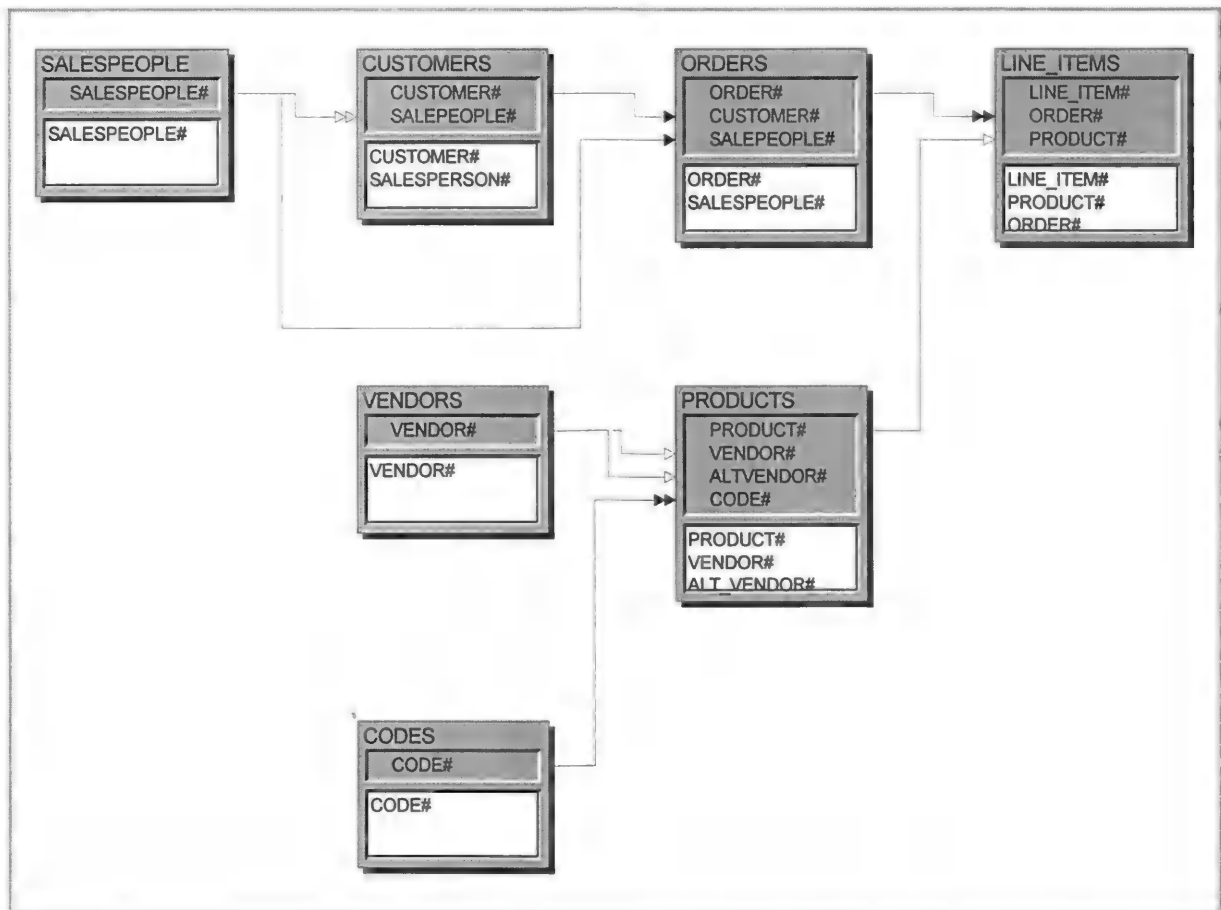 SALESPEOPLE
SALESPEOPLE#
SALESPEOPLE#
CUSTOMERS
CUSTOMER#
SALEPEOPLE#
CUSTOMER#
SALESPERSON#
ORDERS
ORDER#
CUSTOMER#
SALEPEOPLE#
ORDER#
SALESPEOPLE#
LINE_ITEMS
LINE_ITEM#
ORDER#
PRODUCT#
LINE_ITEM#
PRODUCT#
ORDER#
VENDORS
VENDOR#
VENDOR#
PRODUCTS
PRODUCT#
VENDOR#
ALTVENDOR#
CODE#
PRODUCT#
VENDOR#
ALT_VENDOR#
CODES
CODE#
CODE#